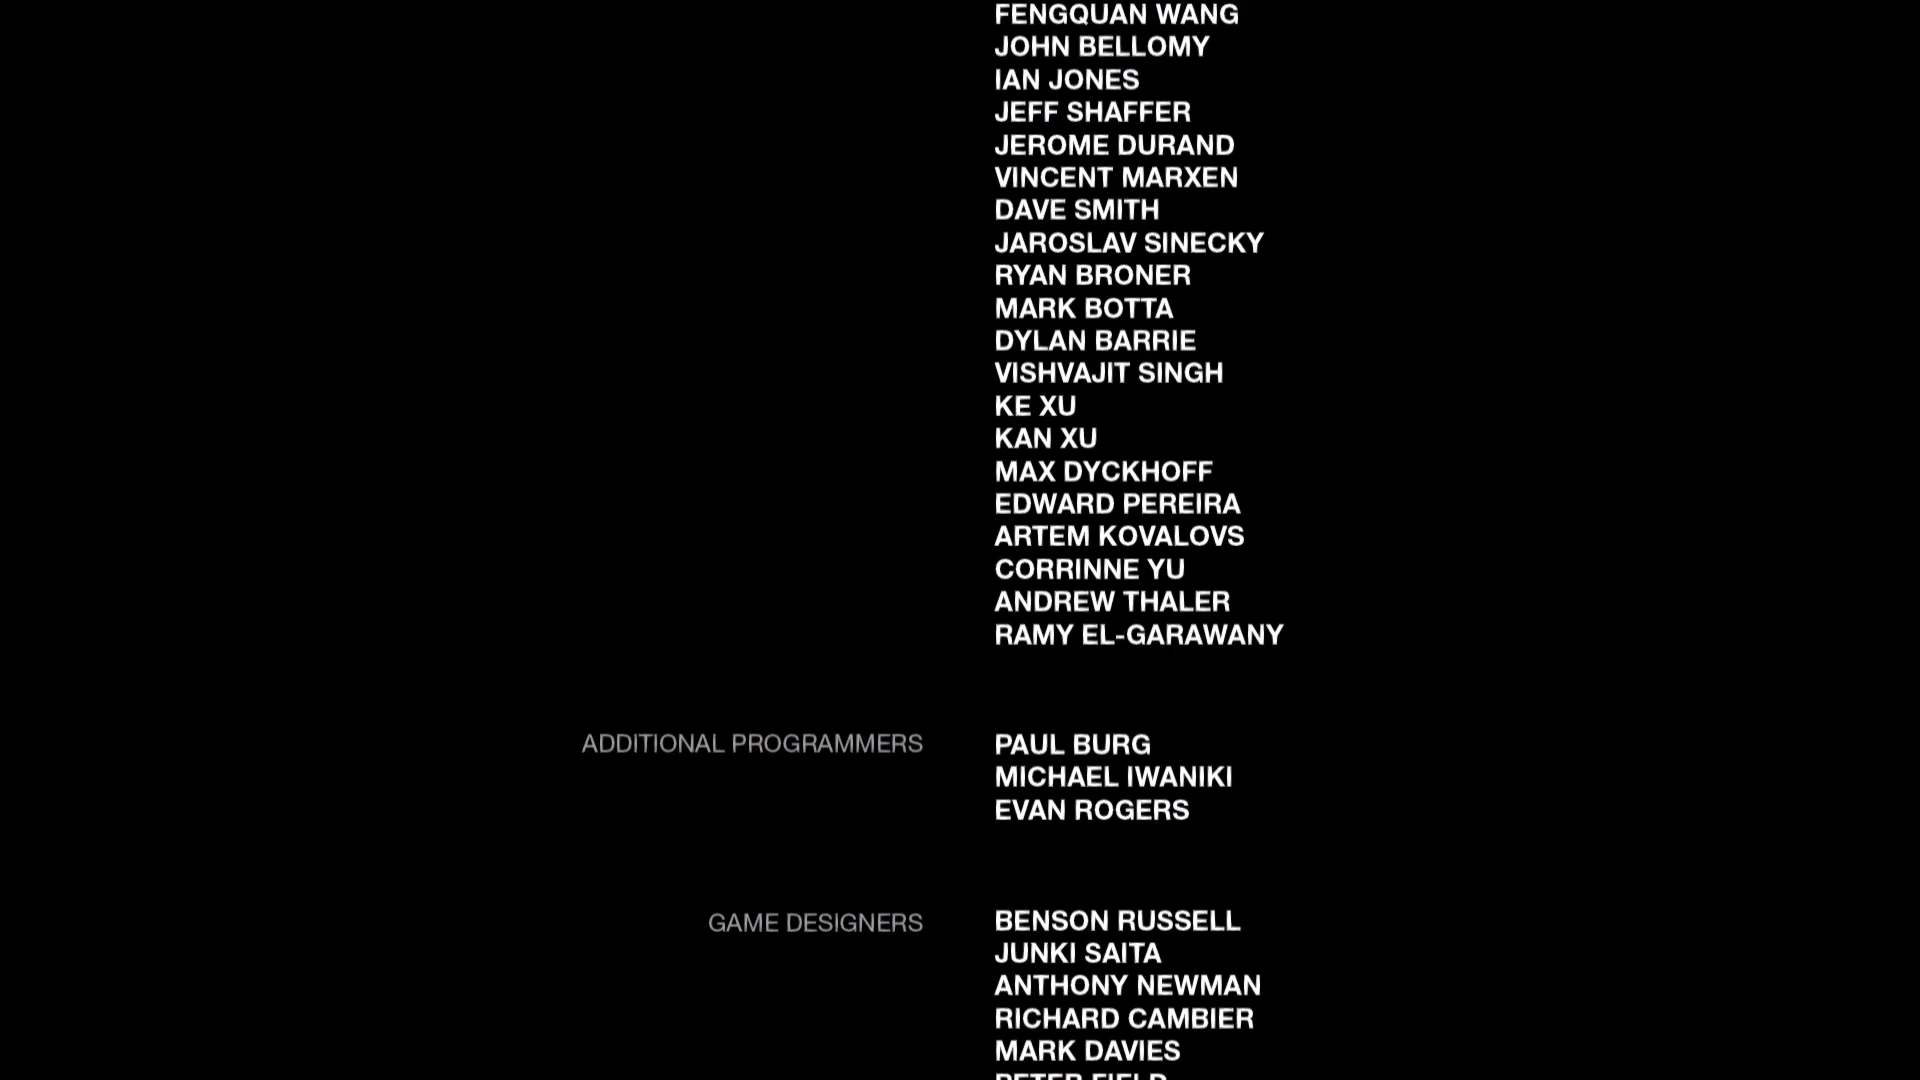 FENGQUAN WANG
JOHN BELLOMY
IAN JONES
JEFF SHAFFER
JEROME DURAND
VINCENT MARXEN
DAVE SMITH
JAROSLAV SINECKY
RYAN BRONER
MARK BOTTA
DYLAN BARRIE
VISHVAJIT SINGH
KE XU
KAN XU
MAX DYCKHOFF
EDWARD PEREIRA
ARTEM KOVALOVS
CORRINNE YU
ANDREW THALER
RAMY EL-GARAWANY
ADDITIONAL PROGRAMMERS PAUL BURG
MICHAEL IWANIKI
EVAN ROGERS
GAME DESIGNERS BENSON RUSSELL
JUNKI SAITA
ANTHONY NEWMAN
RICHARD CAMBIER
MARK DAVIES
PETER FIELD